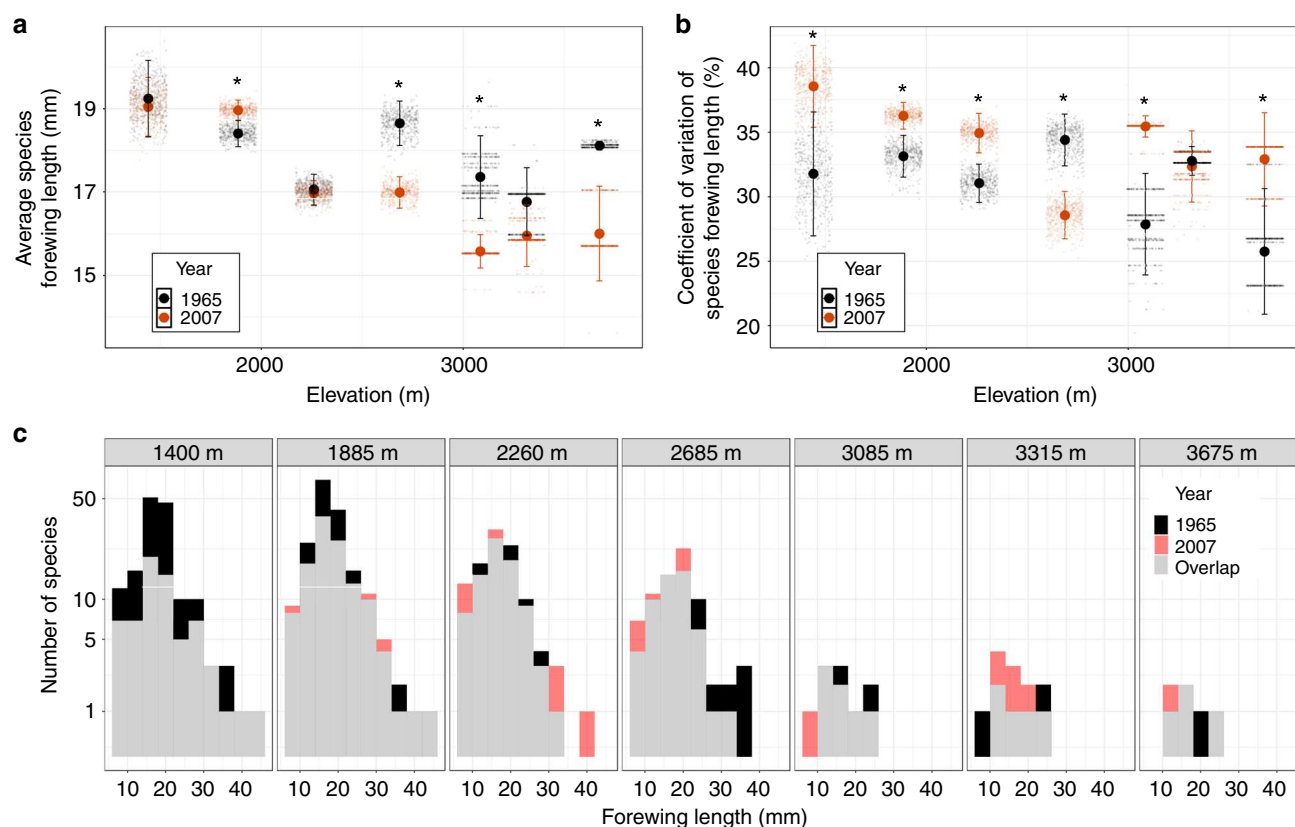 a
Average species
forewing length (mm)
19
17
15
*
*
*
*
Year
1965
2007
2000
3000
Elevation (m)
b
Coefficient of variation of
species forewing length (%)
40
35
30
25
20
*
*
*
*
*
*
Year
1965
2007
2000
3000
Elevation (m)
c
1400 m
1885 m
2260 m
2685 m
3085 m
3315 m
3675 m
Number of species
50
10
5
1
Year
1965
2007
Overlap
10 20 30 40
10 20 30 40
10 20 30 40
10 20 30 40
10 20 30 40
10 20 30 40
10 20 30 40
Forewing length (mm)